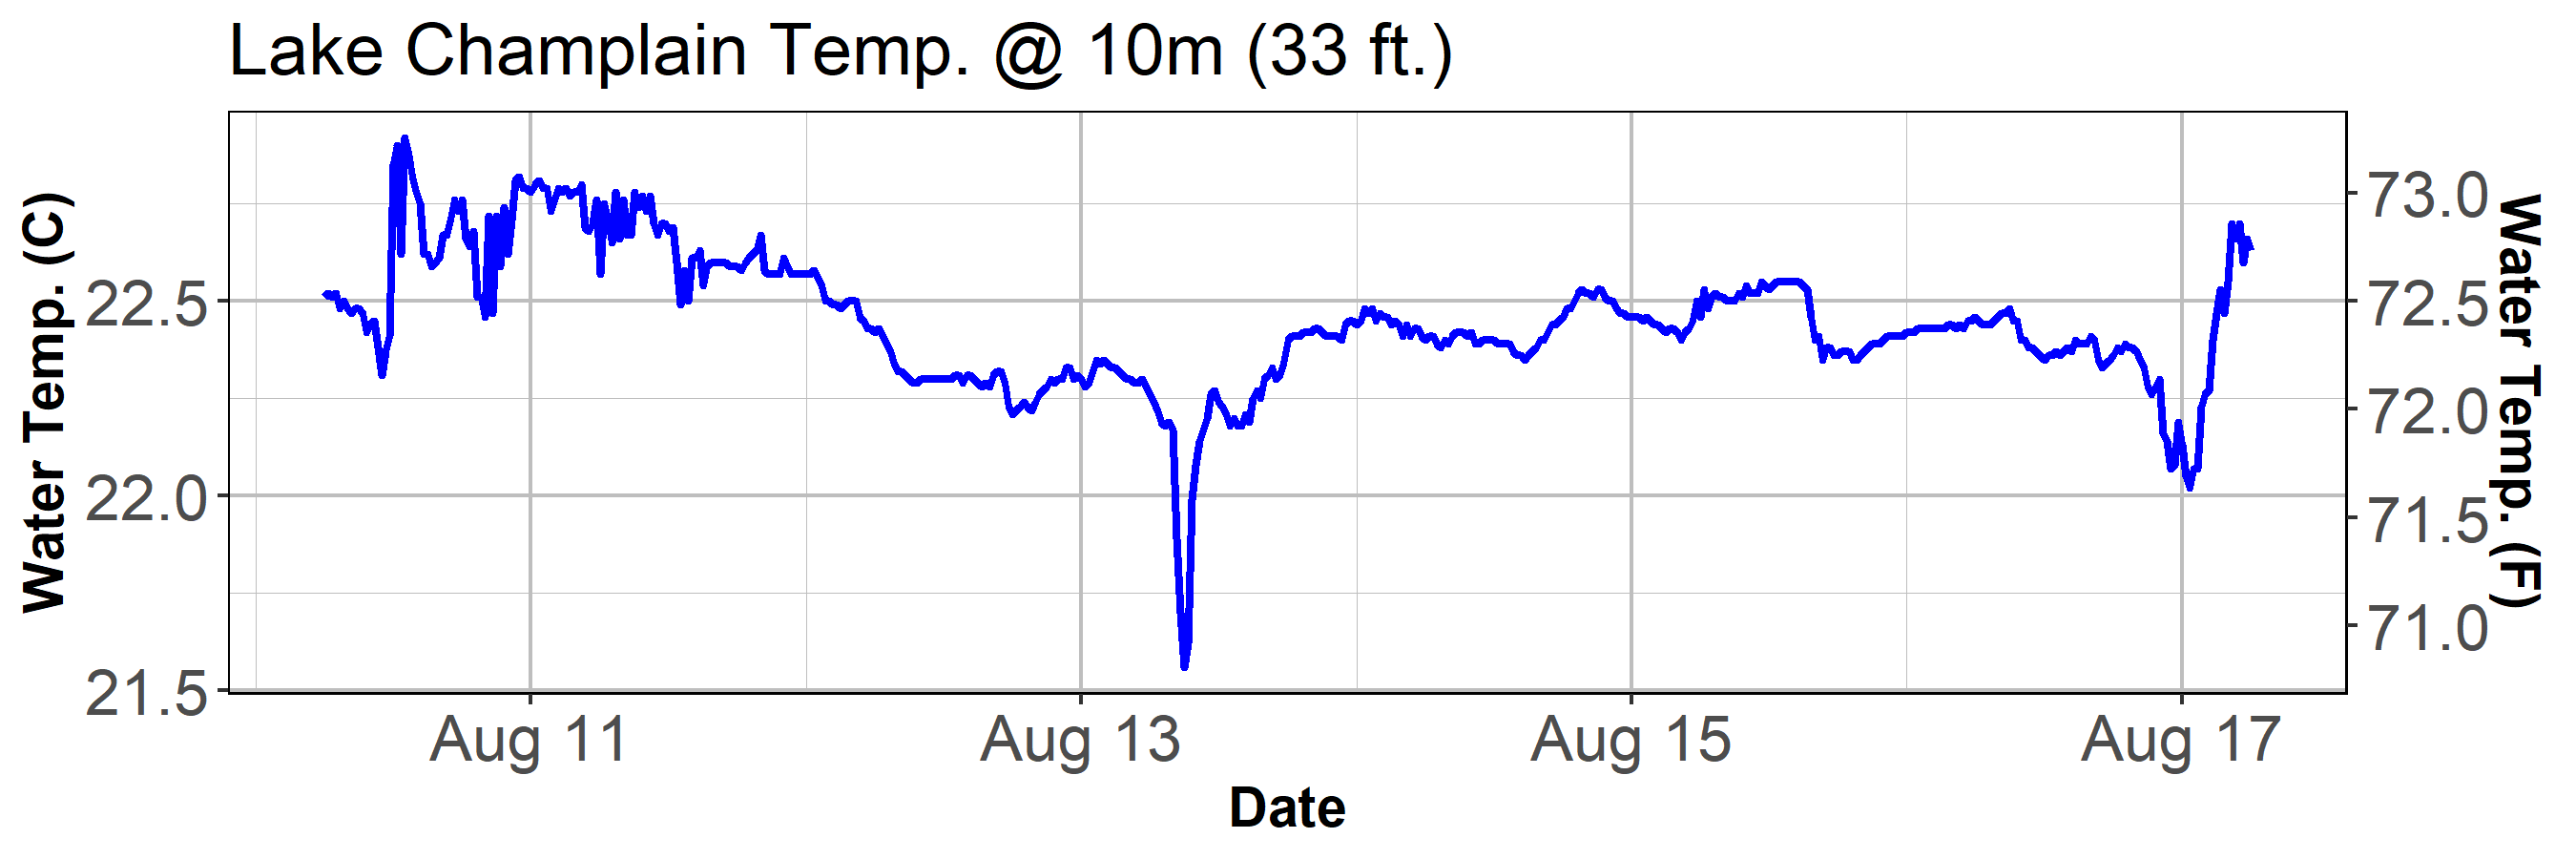 Lake Champlain Temp. @ 10m (33 ft.)
Water Temp. (C)
22.5
22.0
21.5
73.0
72.5
72.0
71.5
71.0
Water Temp. (F)
Aug 11 Aug 13 Aug 15 Aug 17
Date